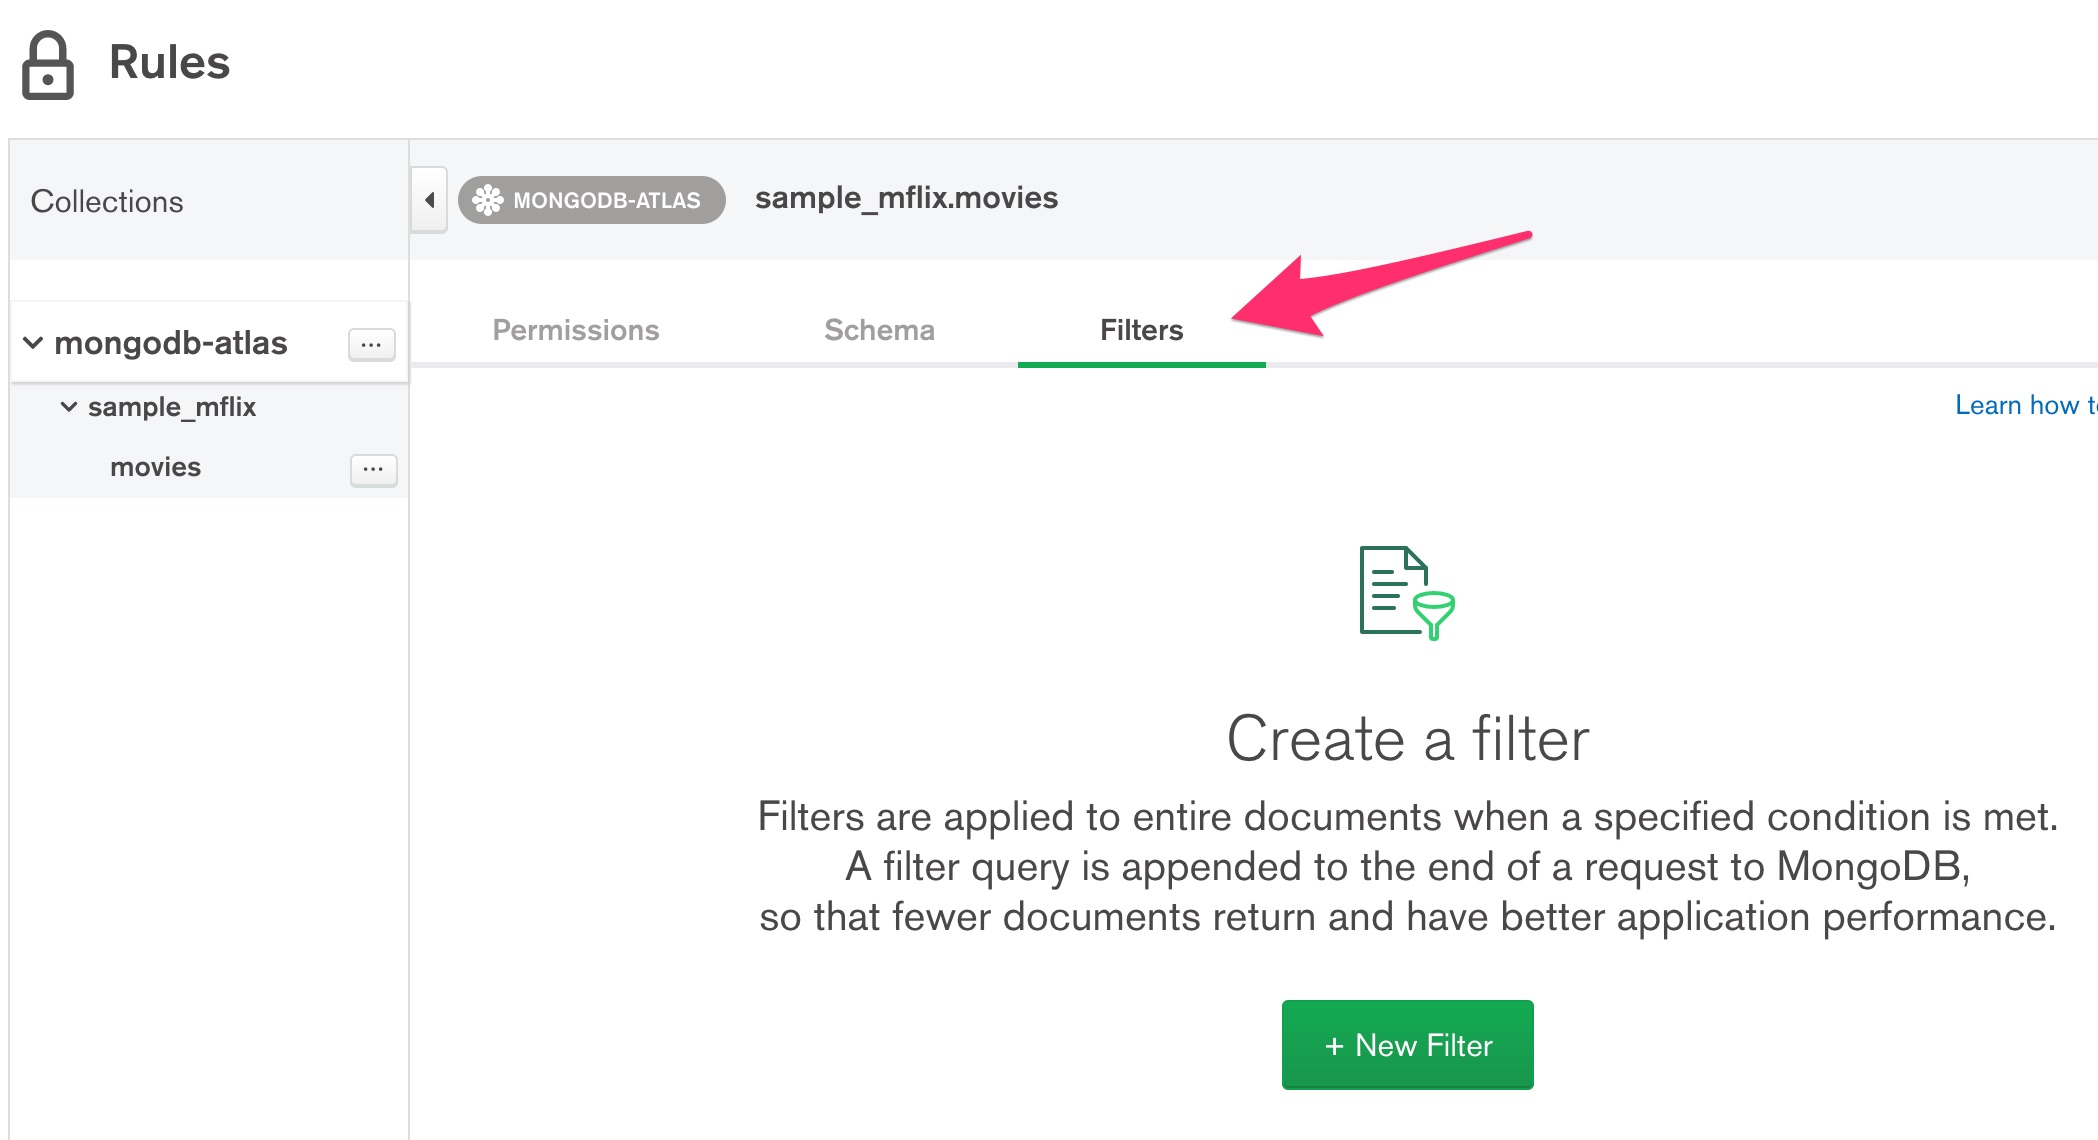 Rules
Collections
MONGODB-ATLAS sample_mflix.movies
mongodb-atlas ...
sample_mflix
movies ...
Permissions Schema Filters
Learn how
Create a filter
Filters are applied to entire documents when a specified condition is met.
A filter query is appended to the end of a request to MongoDB,
so that fewer documents return and have better application performance.
+ New Filter